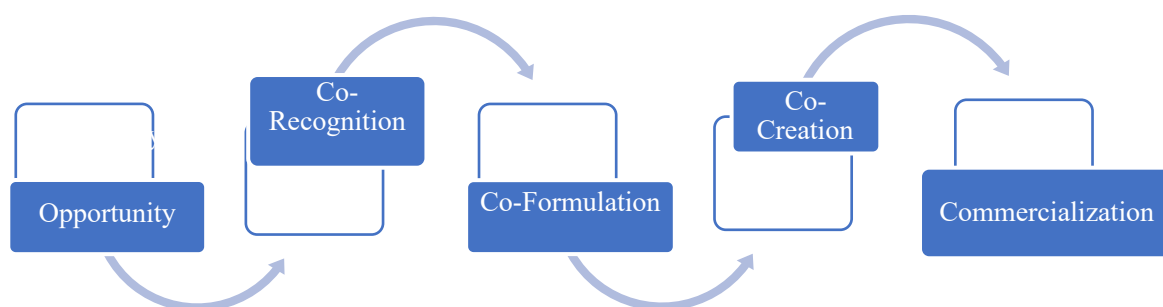 Opportunity
Co-
Recognition
Co-Formulation
Co-
Creation
Commercialization